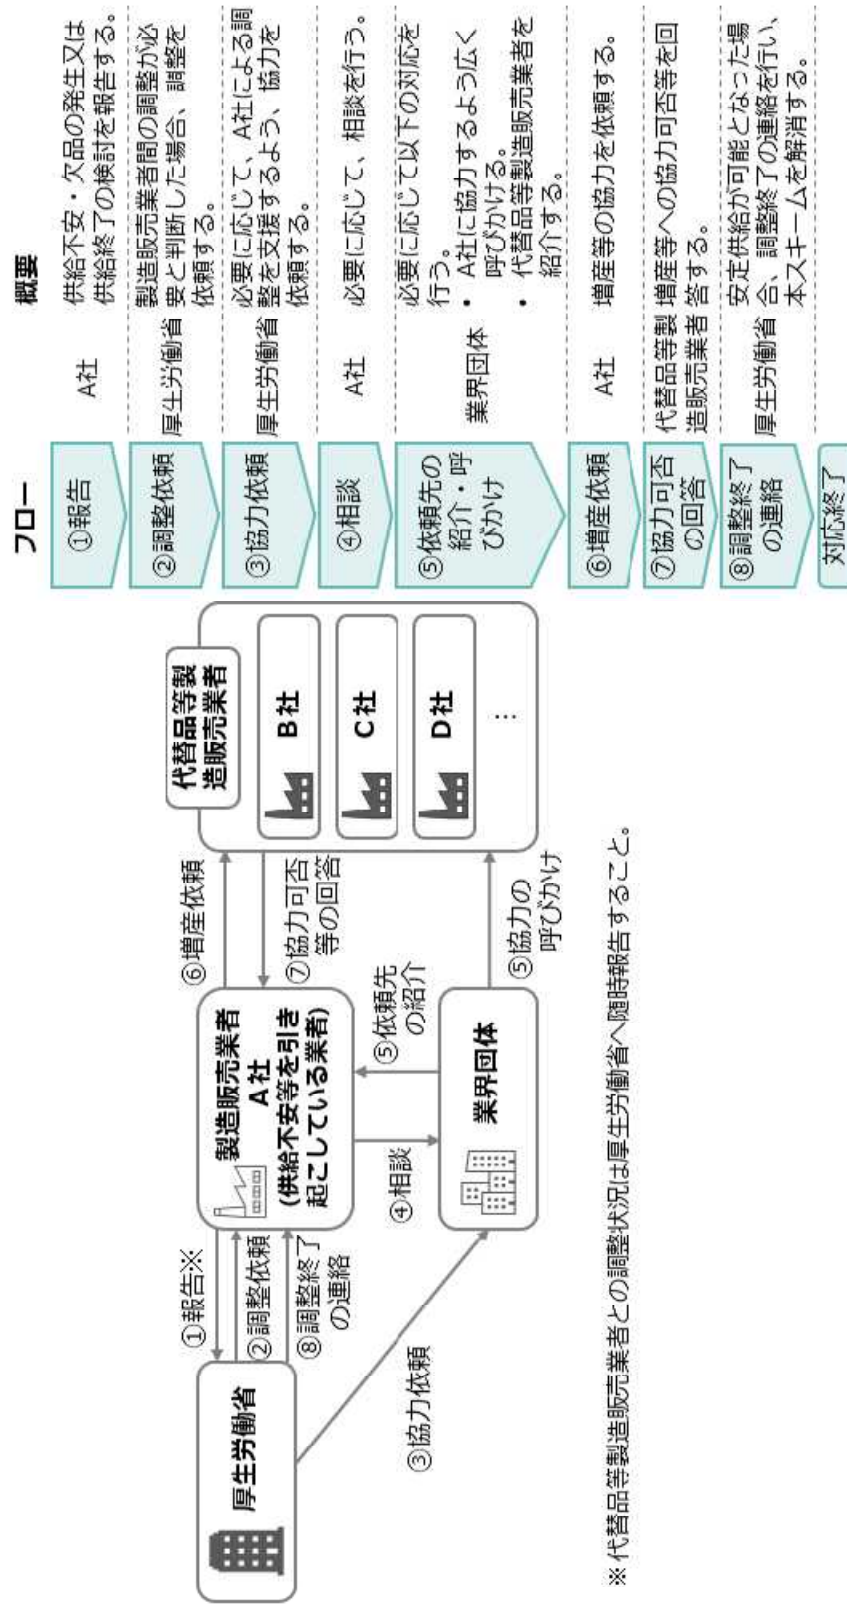 厚生労働省
①報告※
②調整依頼
⑧調整終了
の連絡
③協力依頼
製造販売業者
A社
(供給不安等を引き
起こしている業者)
④相談
⑤依頼先
の紹介
業界団体
⑥増産依頼
⑦協力可否
等の回答
⑤協力の
呼びかけ
代替品等製
造販売業者
B社
C社
D社
…
※代替品等製造販売業者との調整状況は厚生労働省へ随時報告すること。
フロー
概要
①報告
A社
供給不安・欠品の発生又は
供給終了の検討を報告する。
②調整依頼
厚生労働省
製造販売業者間の調整が必
要と判断した場合、調整を
依頼する。
③協力依頼
厚生労働省
必要に応じて、A社による調
整を支援するよう、協力を
依頼する。
④相談
A社
必要に応じて、相談を行う。
⑤依頼先の
紹介・呼
びかけ
業界団体
必要に応じて以下の対応を
行う。
• A社に協力するよう広く
呼びかける。
• 代替品等製造販売業者を
紹介する。
⑥増産依頼
A社
増産等の協力を依頼する。
⑦協力可否
の回答
代替品等製
造販売業者
増産等への協力可否等を回
答する。
⑧調整終了
の連絡
厚生労働省
安定供給が可能となった場
合、調整終了の連絡を行い、
本スキームを解消する。
対応終了